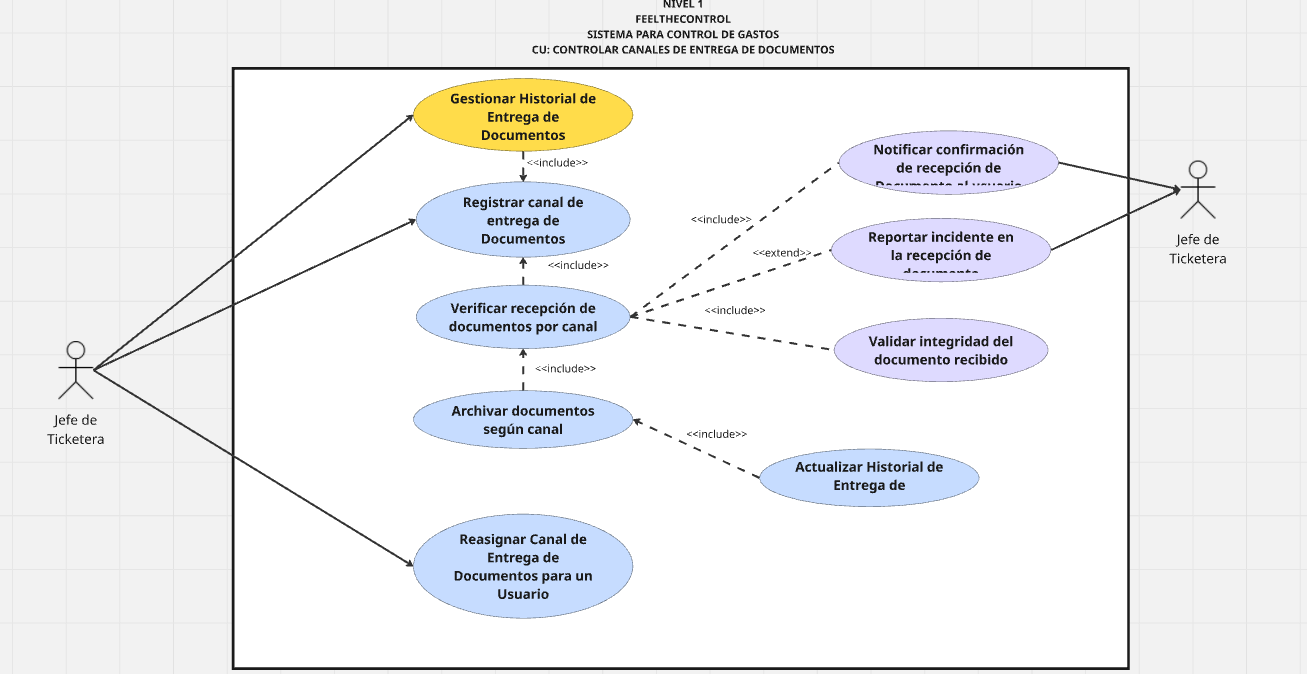 NIVEL 1
FEELTHECONTROL
SISTEMA PARA CONTROL DE GASTOS
CU: CONTROLAR CANALES DE ENTREGA DE DOCUMENTOS
Gestionar Historial de
Entrega de
Documentos
<<include>>
Registrar canal de
entrega de
Documentos
<<include>>
Verificar recepción de
documentos por canal
<<include>>
Archivar documentos
según canal
<<include>>
Actualizar Historial de
Entrega de
Reasignar Canal de
Entrega de
Documentos para un
Usuario
Notificar confirmación
de recepción de
Documento al usuario
<<include>>
Reportar incidente en
la recepción de
documento
<<extend>>
<<include>>
Validar integridad del
documento recibido
Jefe de
Ticketera
Jefe de
Ticketera